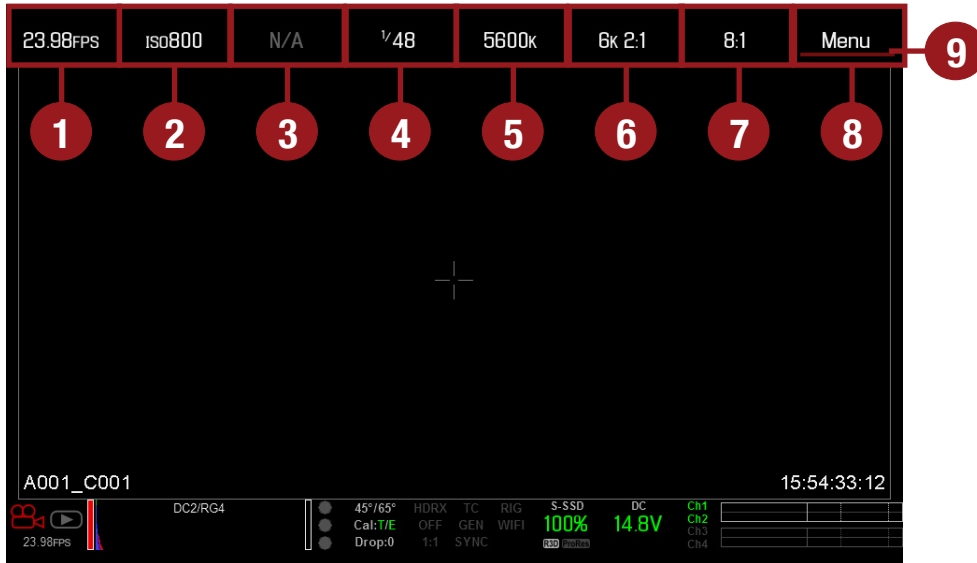 23.98FPS ISO800 N/A 1/48 5600K 6K 2:1 8:1 Menu
9
1 2 3 4 5 6 7 8
A001_C001 15:54:33:12
DC2/RG4 45°/65° HDRX TC RIG S-SSD DC Ch1
Cal:T/E OFF GEN WIFI 100% 14.8V Ch2
23.98FPS Drop:0 1:1 SYNC R3D ProRes Ch3
Ch4